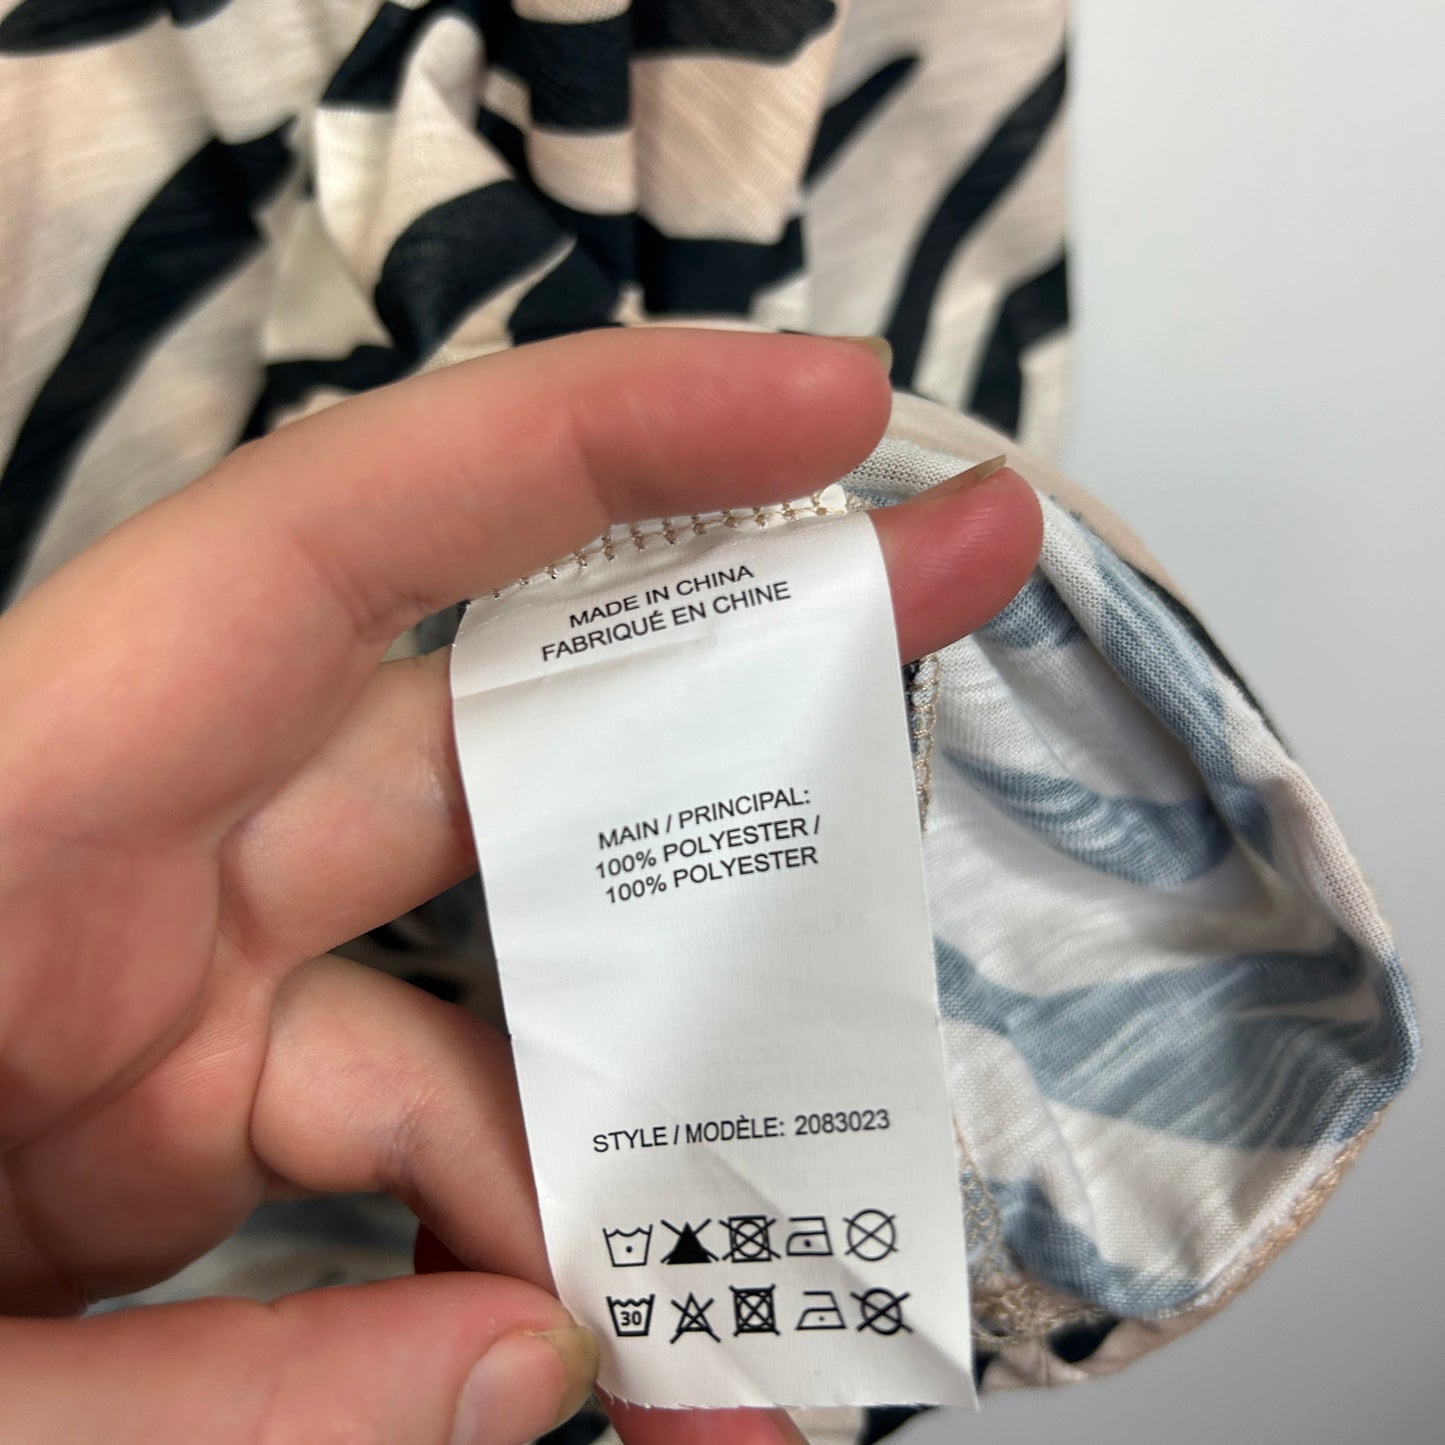 MADE IN CHINA
FABRIQUÉ EN CHINE
MAIN / PRINCIPAL:
100% POLYESTER /
100% POLYESTER
STYLE / MODÈLE: 2083023
30